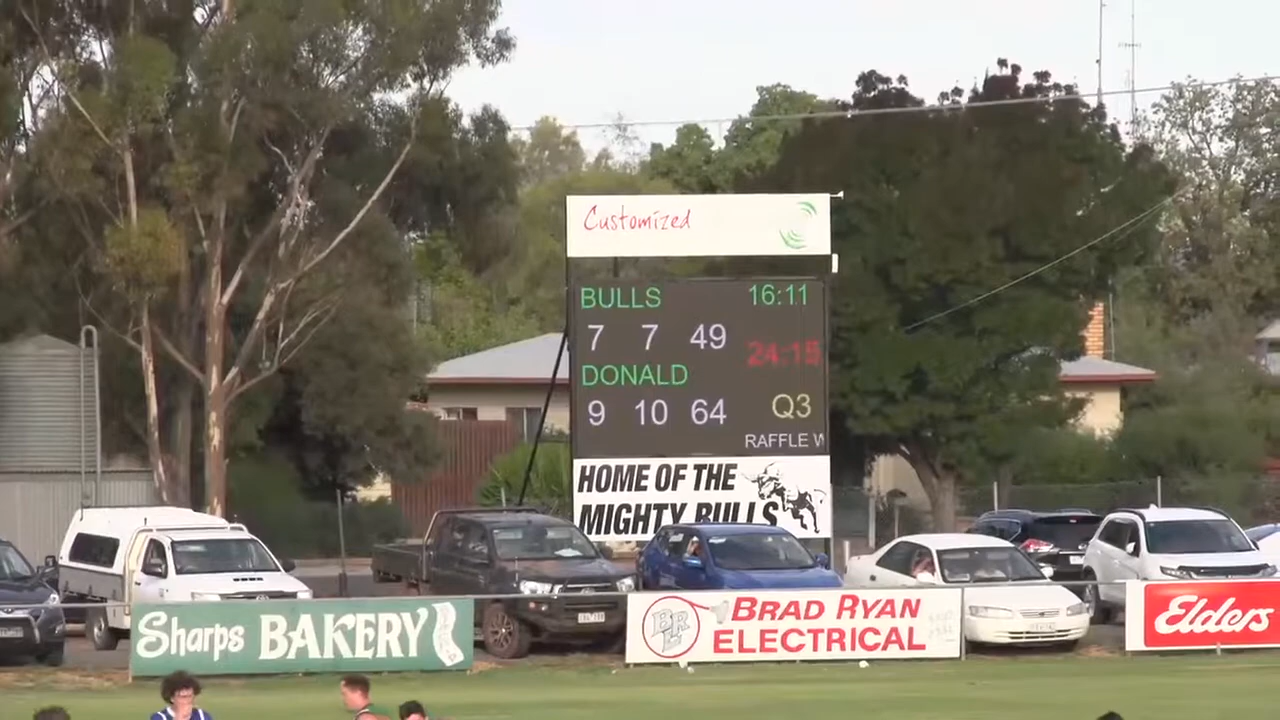 Customized
BULLS 16:11
7 7 49
24:15
DONALD
9 10 64 Q3
RAFFLE W
HOME OF THE
MIGHTY BULLS
Sharps BAKERY
BRL
BRAD RYAN
ELECTRICAL
Elders